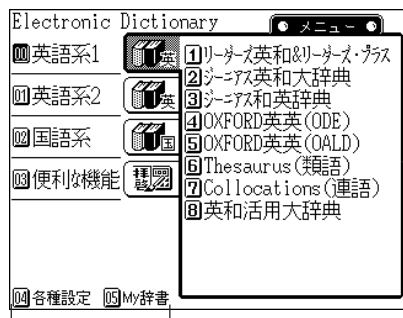 Electronic Dictionary
メニュー
00英語系1
英
01英語系2
英
02国語系
国
03便利な機能
1リーダーズ英和&リーダーズ・プラス
2ジーニアス英和大辞典
3ジーニアス和英辞典
4OXFORD英英(ODE)
5OXFORD英英(OALD)
6Thesaurus(類語)
7Collocations(連語)
8英和活用大辞典
04各種設定 05My辞書